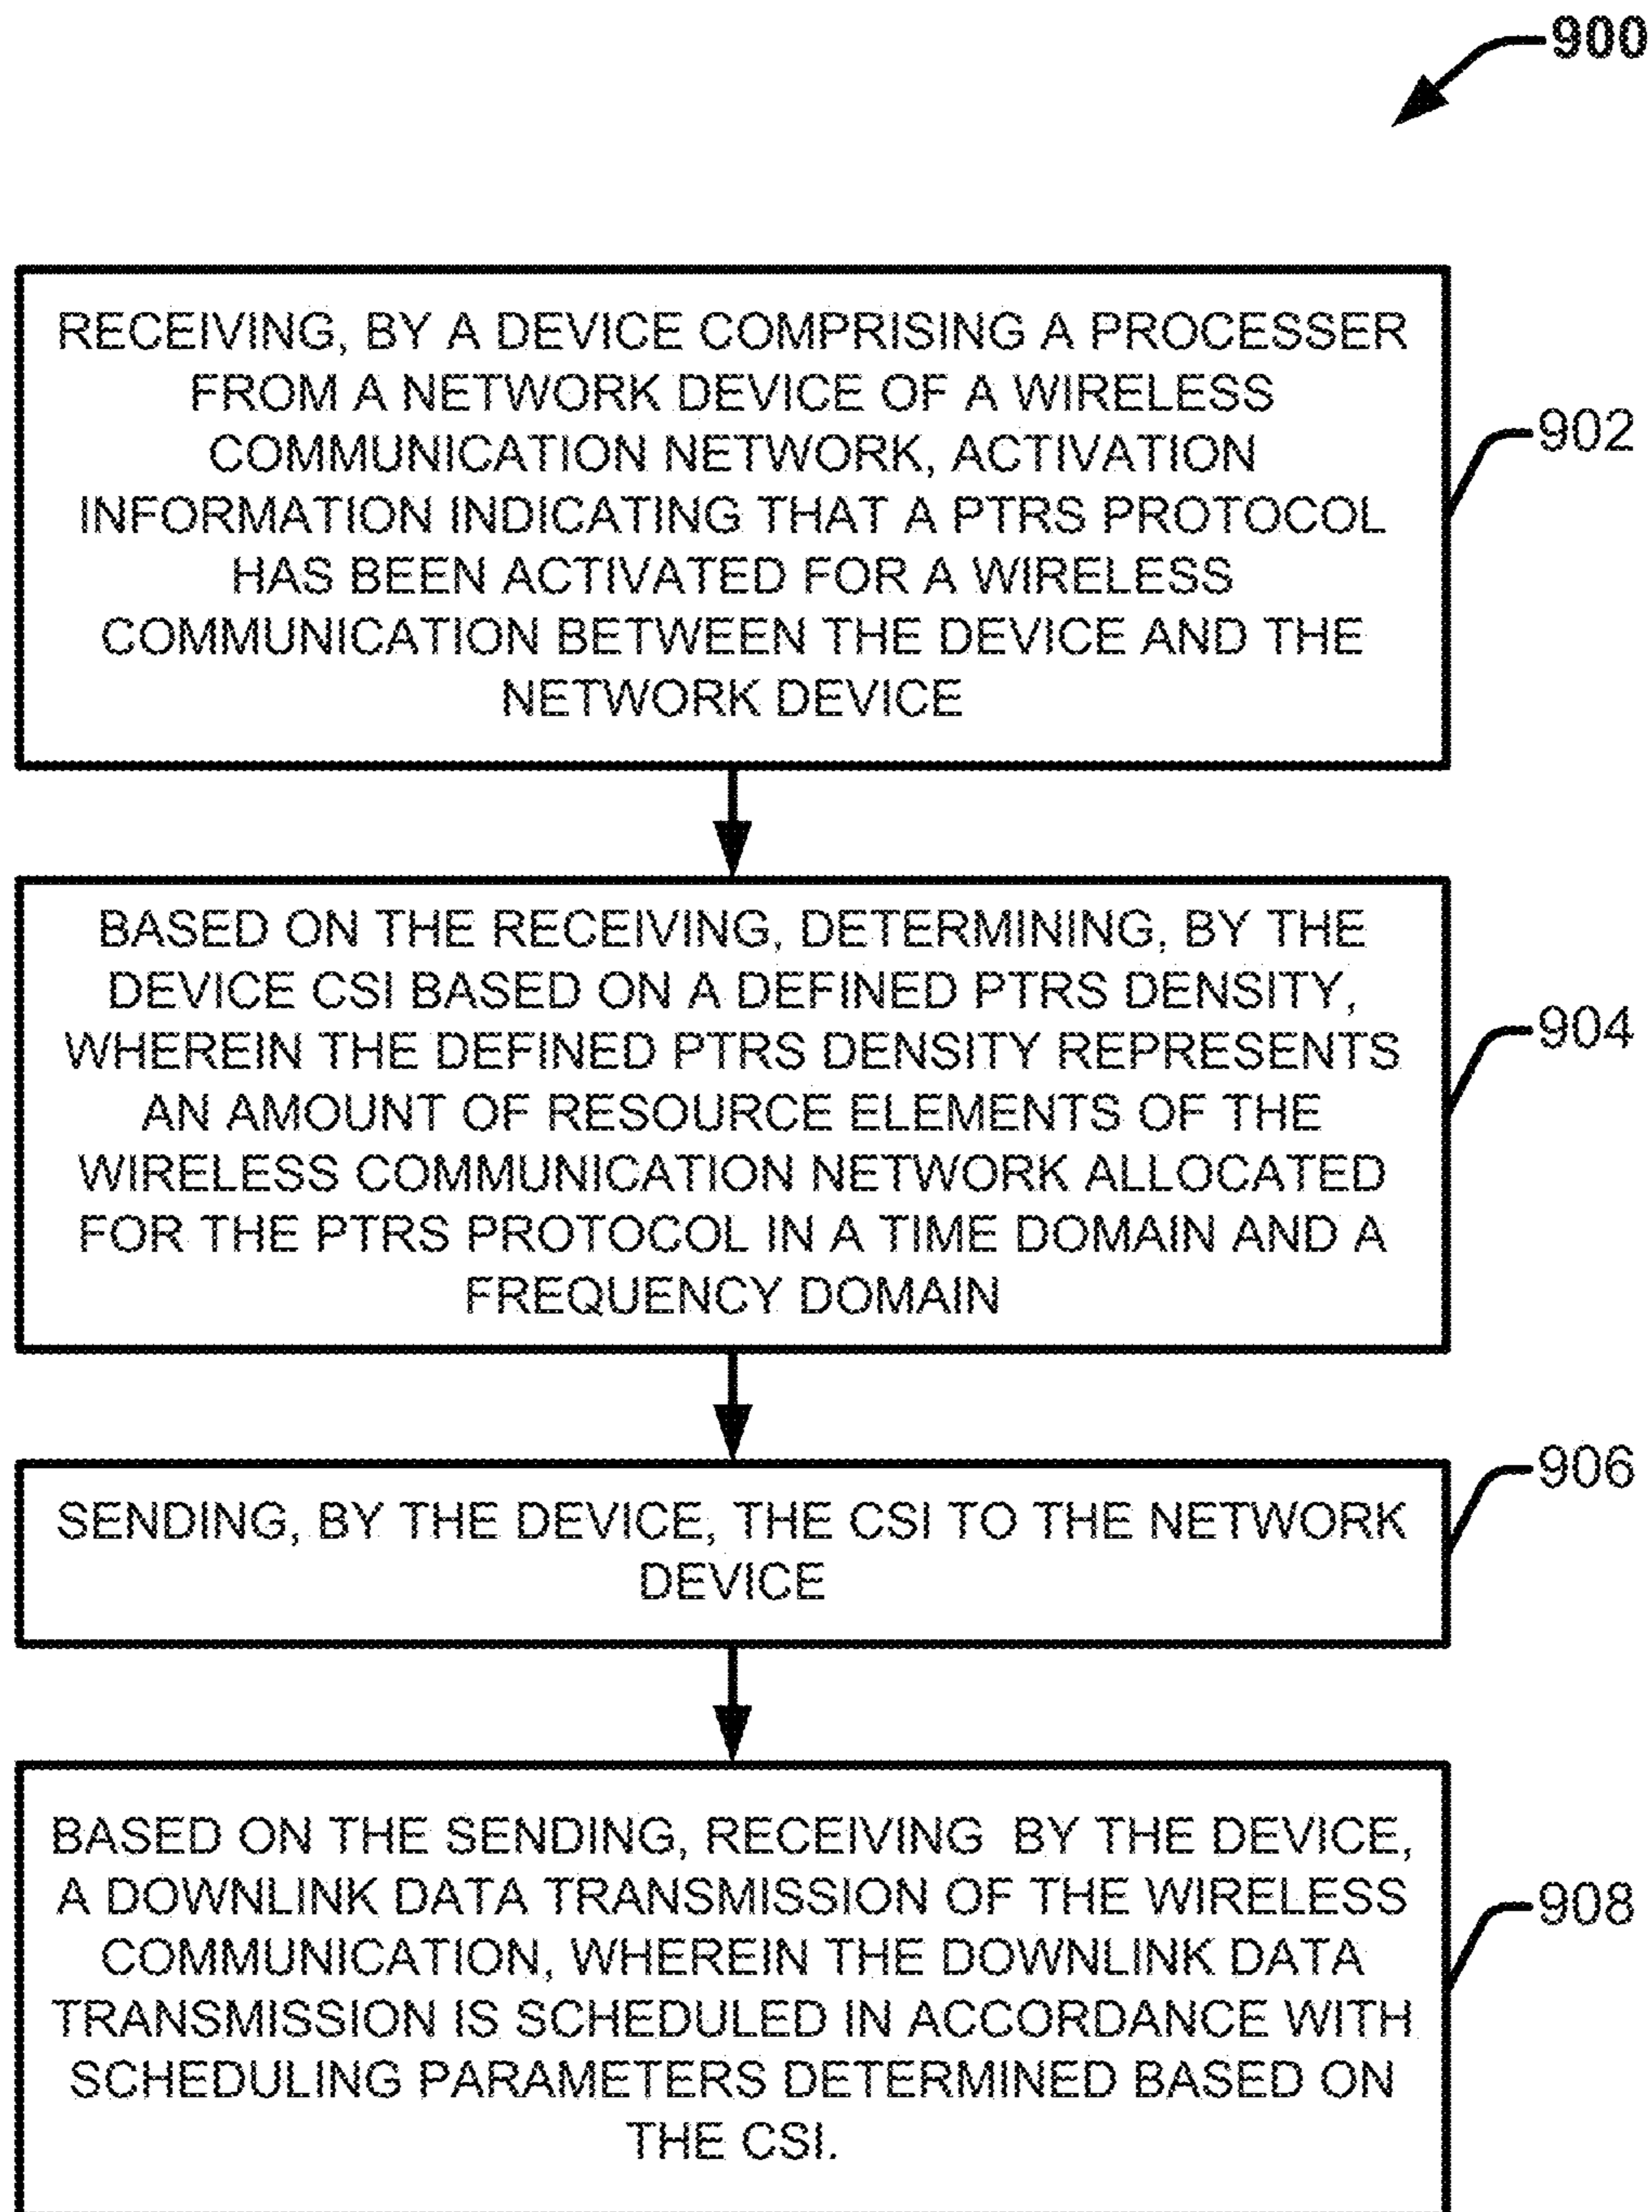 900
RECEIVING, BY A DEVICE COMPRISING A PROCESSER
FROM A NETWORK DEVICE OF A WIRELESS
COMMUNICATION NETWORK, ACTIVATION
INFORMATION INDICATING THAT A PTRS PROTOCOL
HAS BEEN ACTIVATED FOR A WIRELESS
COMMUNICATION BETWEEN THE DEVICE AND THE
NETWORK DEVICE
902
BASED ON THE RECEIVING, DETERMINING, BY THE
DEVICE CSI BASED ON A DEFINED PTRS DENSITY,
WHEREIN THE DEFINED PTRS DENSITY REPRESENTS
AN AMOUNT OF RESOURCE ELEMENTS OF THE
WIRELESS COMMUNICATION NETWORK ALLOCATED
FOR THE PTRS PROTOCOL IN A TIME DOMAIN AND A
FREQUENCY DOMAIN
904
SENDING, BY THE DEVICE, THE CSI TO THE NETWORK
DEVICE
906
BASED ON THE SENDING, RECEIVING BY THE DEVICE,
A DOWNLINK DATA TRANSMISSION OF THE WIRELESS
COMMUNICATION, WHEREIN THE DOWNLINK DATA
TRANSMISSION IS SCHEDULED IN ACCORDANCE WITH
SCHEDULING PARAMETERS DETERMINED BASED ON
THE CSI.
908